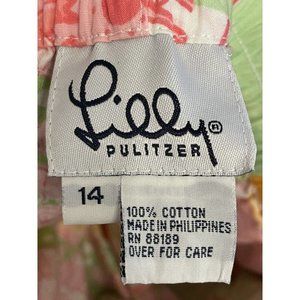 Lilly®
PULITZER
14
100% COTTON
MADE IN PHILIPPINES
RN 88189
OVER FOR CARE